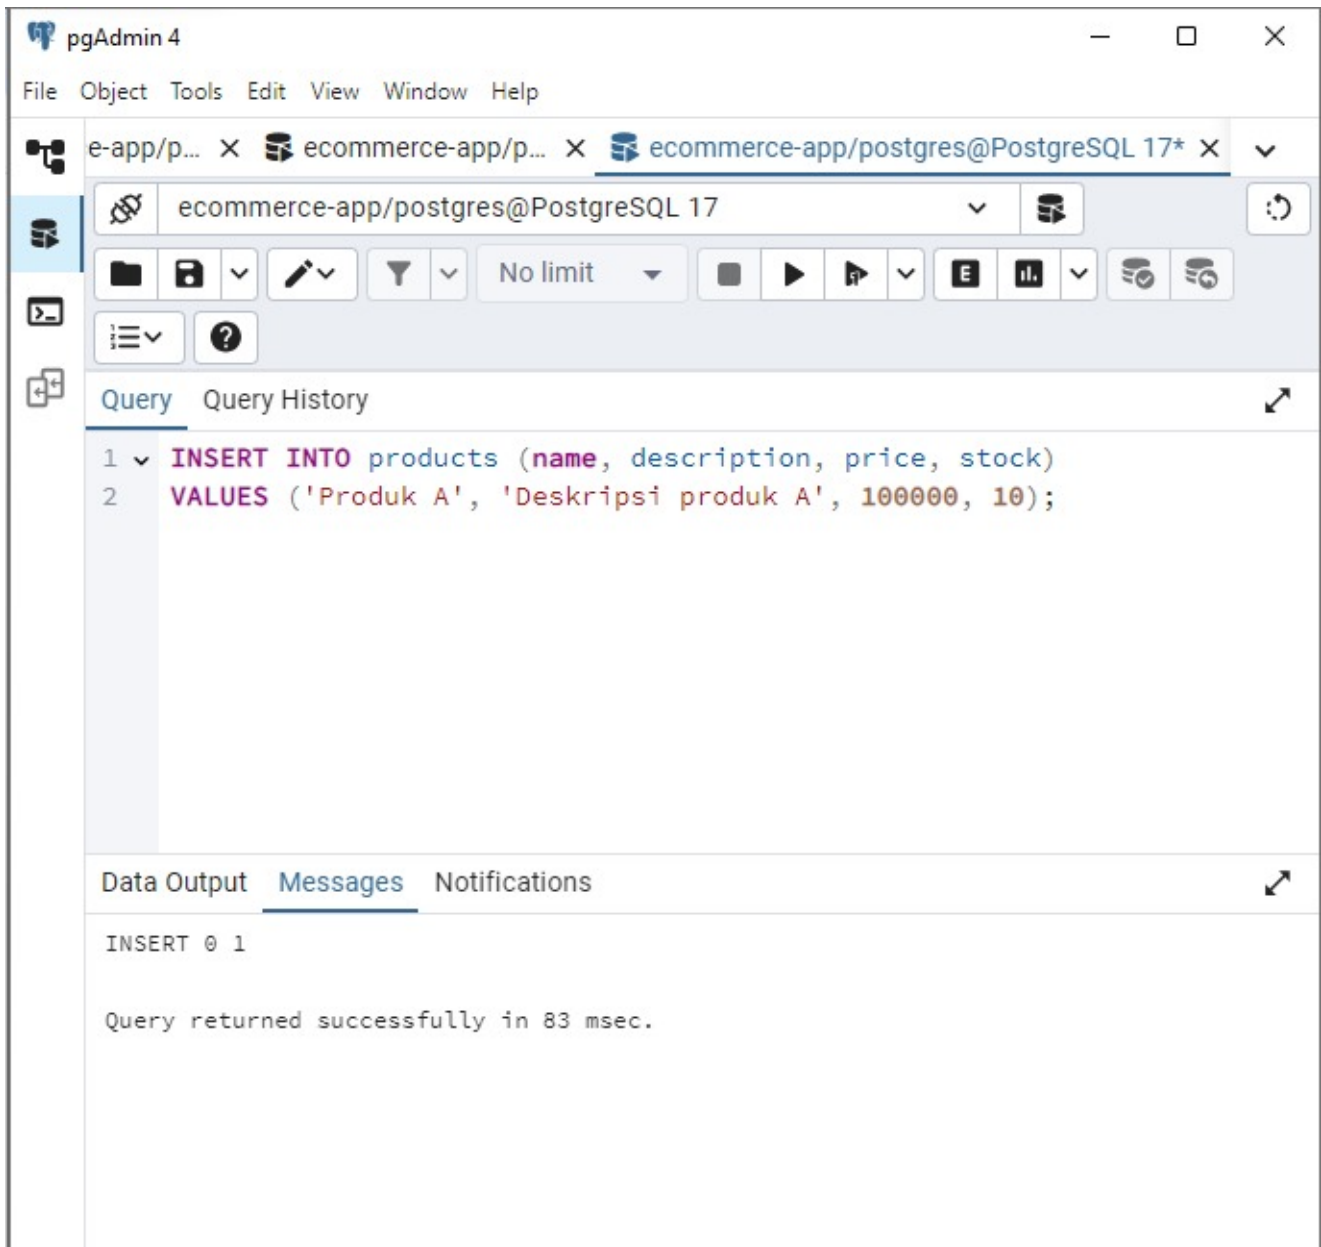 pgAdmin 4
File Object Tools Edit View Window Help
e-app/p... ecommerce-app/p... ecommerce-app/postgres@PostgreSQL 17*
ecommerce-app/postgres@PostgreSQL 17
No limit
E
Query Query History
1 INSERT INTO products (name, description, price, stock)
2 VALUES ('Produk A', 'Deskripsi produk A', 100000, 10);
Data Output Messages Notifications
INSERT 0 1
Query returned successfully in 83 msec.